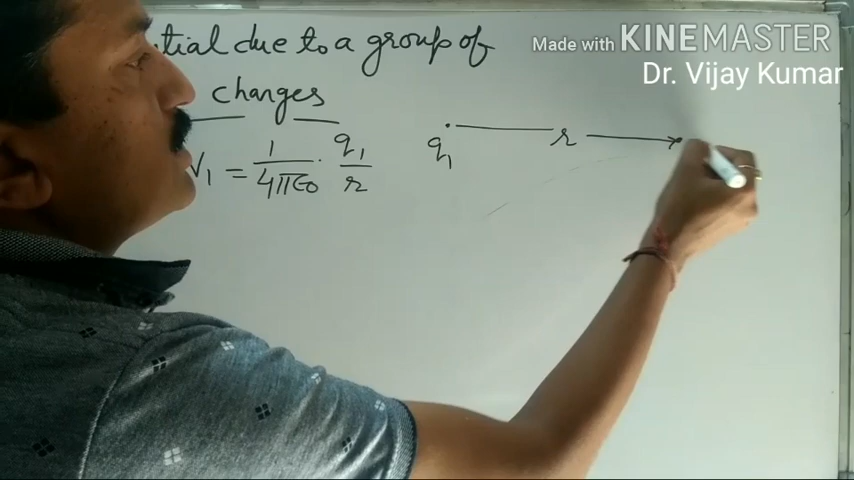 tial due to a group of
Made with KINEMASTER
Dr. Vijay Kumar
charges
V₁ = 1/4πε₀ · q₁/r
q₁ r